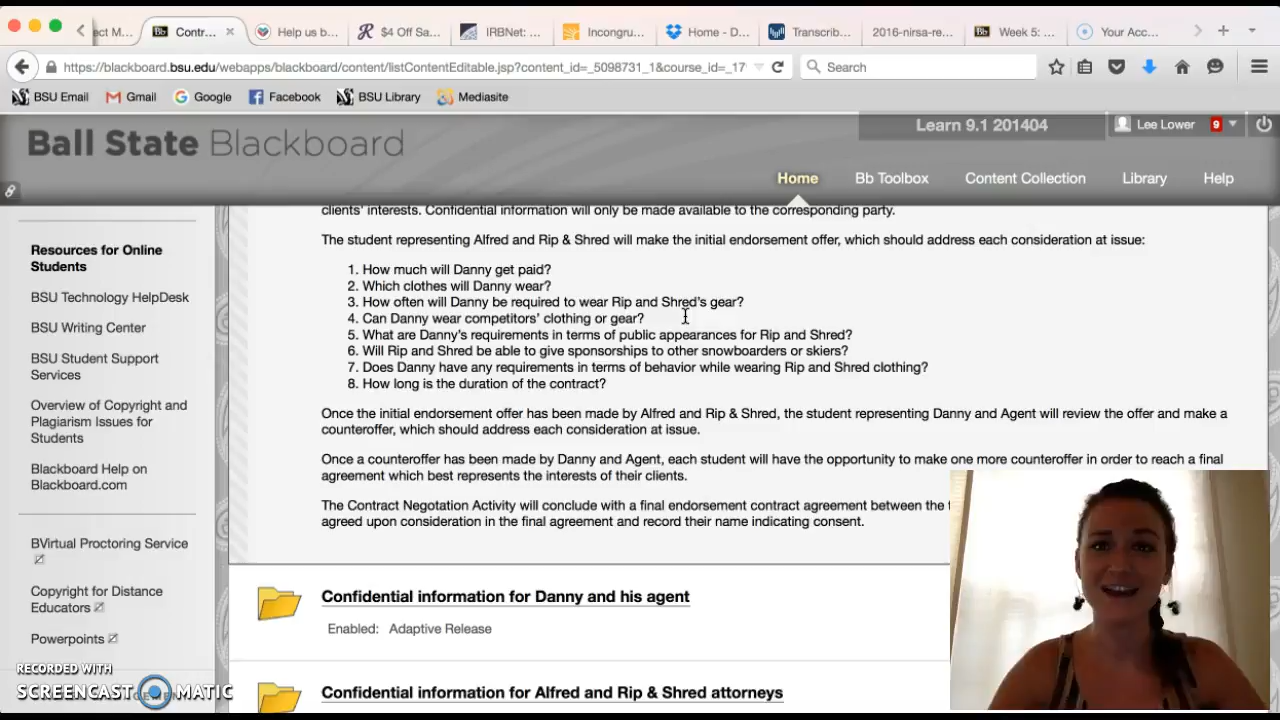 ect M...
Contr...
Help us b...
$4 Off Sa...
IRBNet: ...
Incongru...
Home - D...
Transcrib...
2016-nirsa-re...
Bb
Week 5: ...
Your Acc...
https://blackboard.bsu.edu/webapps/blackboard/content/listContentEditable.jsp?content_id=_5098731_1&course_id=_17
Search
BSU Email
Gmail
Google
Facebook
BSU Library
Mediasite
Ball State Blackboard
Learn 9.1 201404
Lee Lower 9
Home
Bb Toolbox
Content Collection
Library
Help
Resources for Online
Students
BSU Technology HelpDesk
BSU Writing Center
BSU Student Support
Services
Overview of Copyright and
Plagiarism Issues for
Students
Blackboard Help on
Blackboard.com
BVirtual Proctoring Service
Copyright for Distance
Educators
Powerpoints
clients' interests. Confidential information will only be made available to the corresponding party.
The student representing Alfred and Rip & Shred will make the initial endorsement offer, which should address each consideration at issue:
1. How much will Danny get paid?
2. Which clothes will Danny wear?
3. How often will Danny be required to wear Rip and Shred's gear?
4. Can Danny wear competitors' clothing or gear?
5. What are Danny's requirements in terms of public appearances for Rip and Shred?
6. Will Rip and Shred be able to give sponsorships to other snowboarders or skiers?
7. Does Danny have any requirements in terms of behavior while wearing Rip and Shred clothing?
8. How long is the duration of the contract?
Once the initial endorsement offer has been made by Alfred and Rip & Shred, the student representing Danny and Agent will review the offer and make a
counteroffer, which should address each consideration at issue.
Once a counteroffer has been made by Danny and Agent, each student will have the opportunity to make one more counteroffer in order to reach a final
agreement which best represents the interests of their clients.
The Contract Negotation Activity will conclude with a final endorsement contract agreement between the
agreed upon consideration in the final agreement and record their name indicating consent.
Confidential information for Danny and his agent
Enabled: Adaptive Release
Confidential information for Alfred and Rip & Shred attorneys
RECORDED WITH
SCREENCAST MATIC